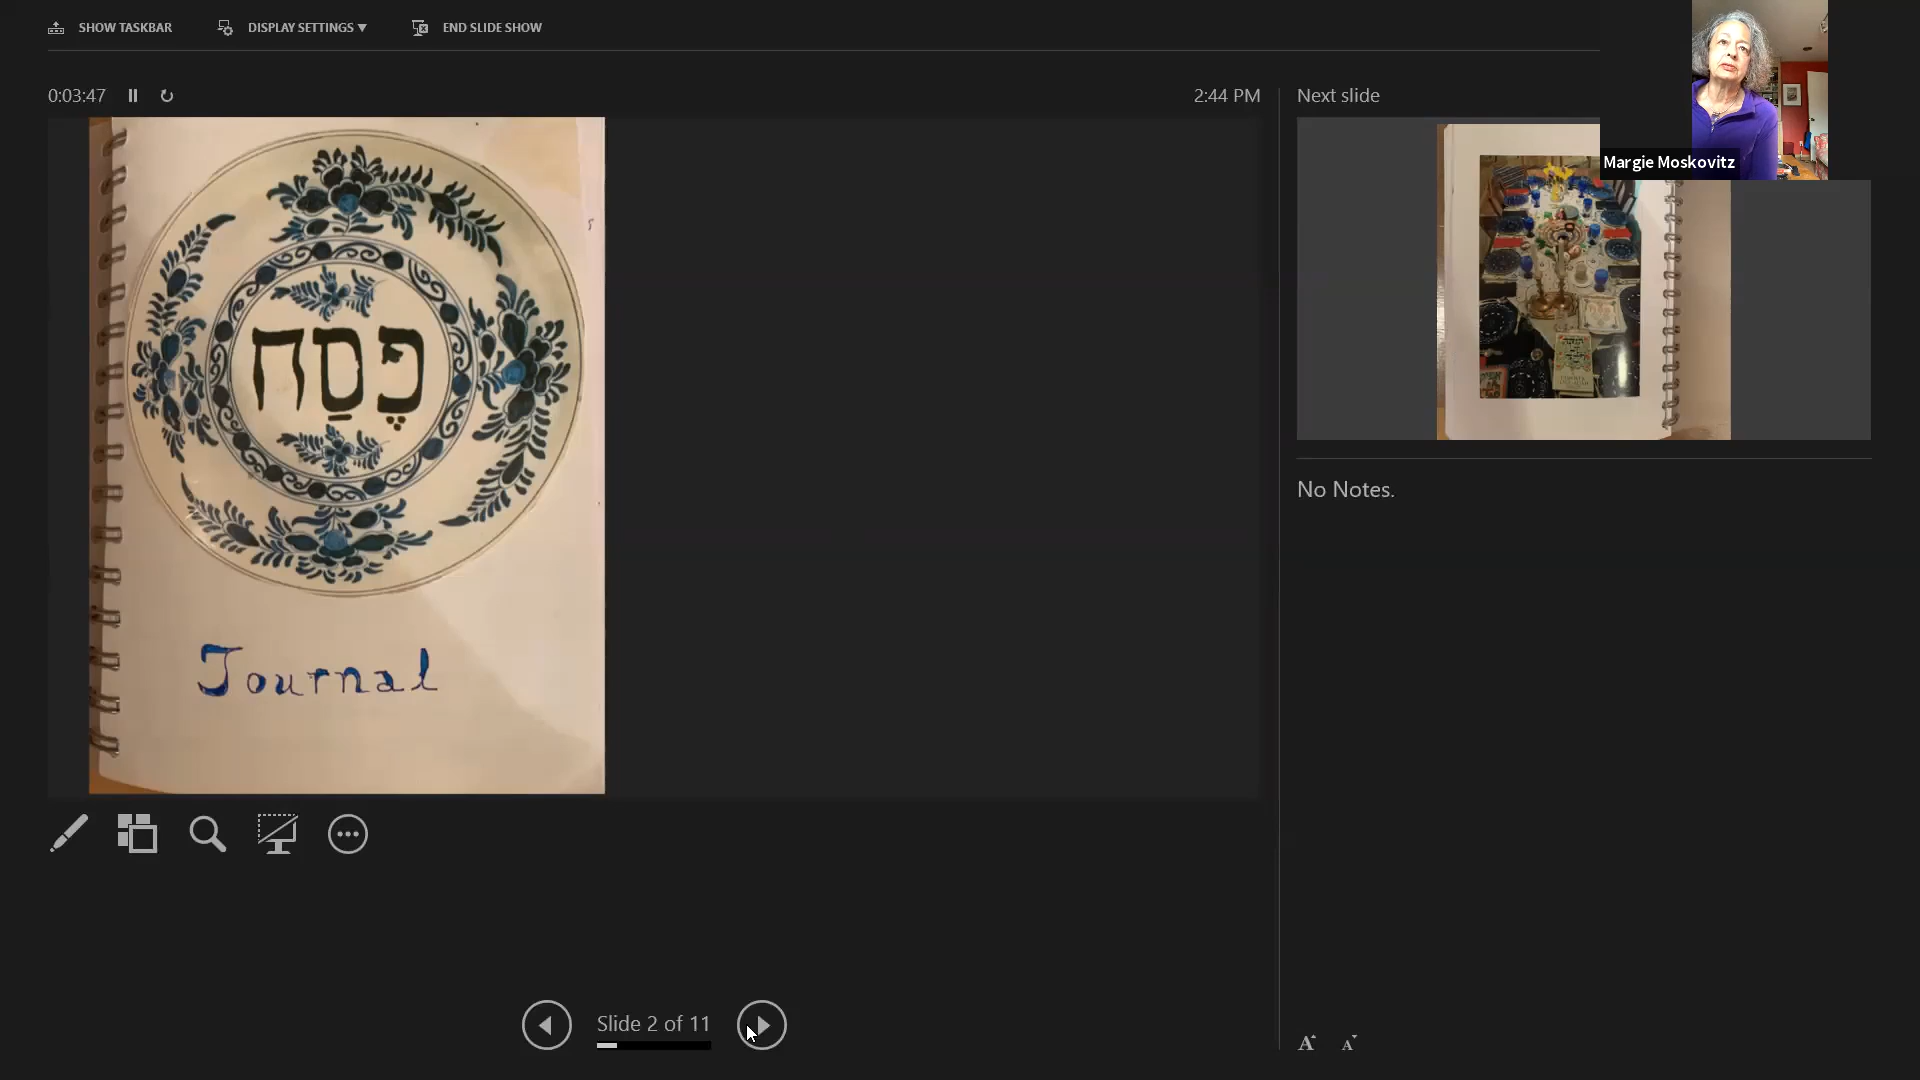 SHOW TASKBAR
DISPLAY SETTINGS ▼
END SLIDE SHOW
0:03:47
2:44 PM
Next slide
Margie Moskovitz
פֶּסַח
Journal
No Notes.
Slide 2 of 11